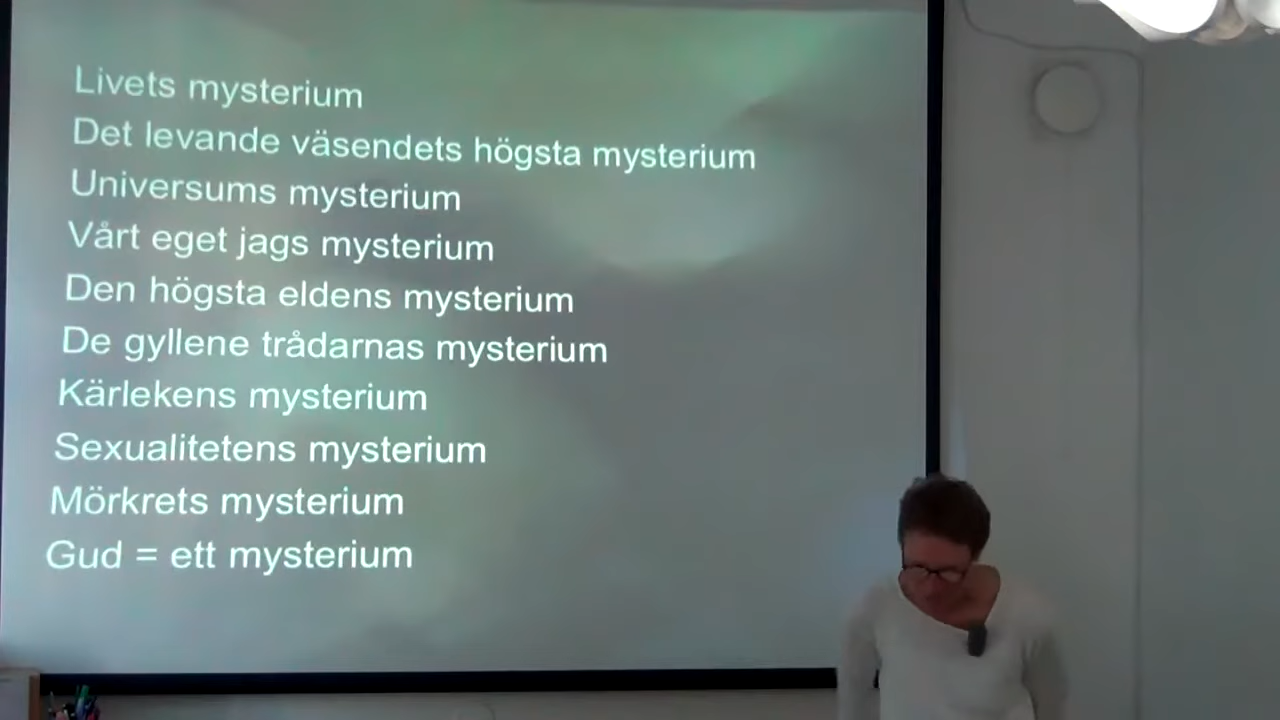 Livets mysterium
Det levande väsendets högsta mysterium
Universums mysterium
Vårt eget jags mysterium
Den högsta eldens mysterium
De gyllene trådarnas mysterium
Kärlekens mysterium
Sexualitetens mysterium
Mörkrets mysterium
Gud = ett mysterium